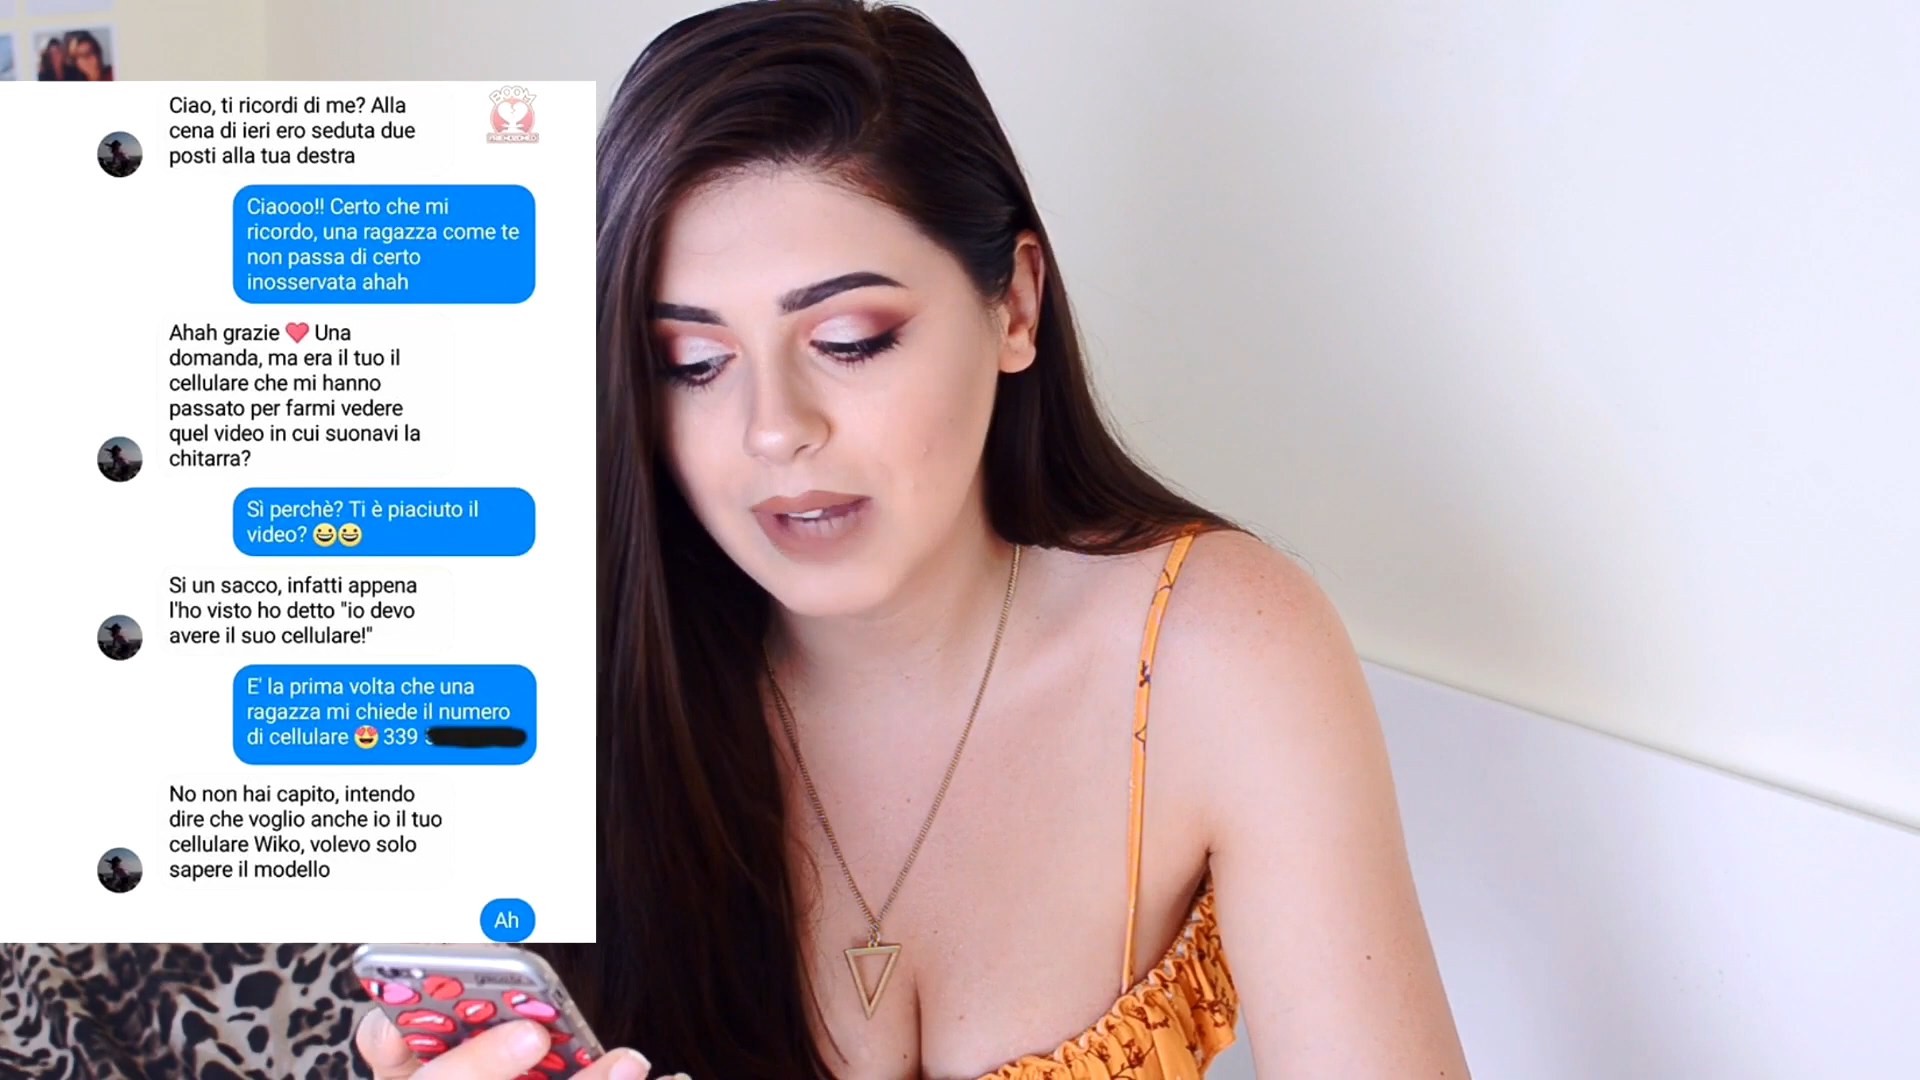 Ciao, ti ricordi di me? Alla
cena di ieri ero seduta due
posti alla tua destra
BOOM
FRIENDZONED
Ciaooo!! Certo che mi
ricordo, una ragazza come te
non passa di certo
inosservata ahah
Ahah grazie ❤️ Una
domanda, ma era il tuo il
cellulare che mi hanno
passato per farmi vedere
quel video in cui suonavi la
chitarra?
Sì perchè? Ti è piaciuto il
video? 😀😀
Si un sacco, infatti appena
l'ho visto ho detto "io devo
avere il suo cellulare!"
E' la prima volta che una
ragazza mi chiede il numero
di cellulare 😍 339
No non hai capito, intendo
dire che voglio anche io il tuo
cellulare Wiko, volevo solo
sapere il modello
Ah